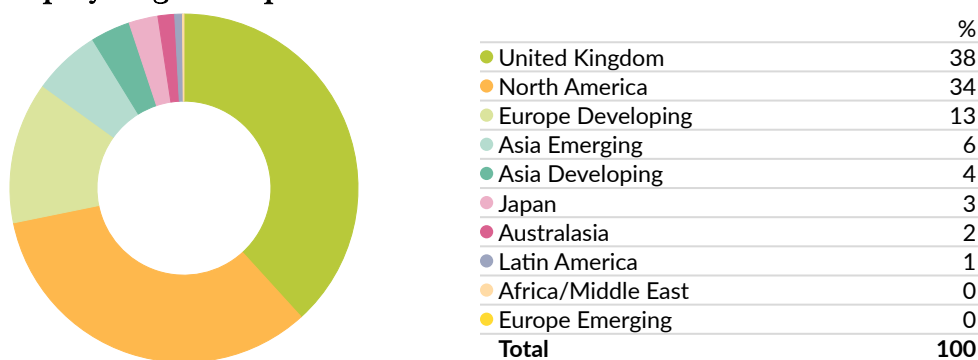 %
United Kingdom 38
North America 34
Europe Developing 13
Asia Emerging 6
Asia Developing 4
Japan 3
Australasia 2
Latin America 1
Africa/Middle East 0
Europe Emerging 0
Total 100